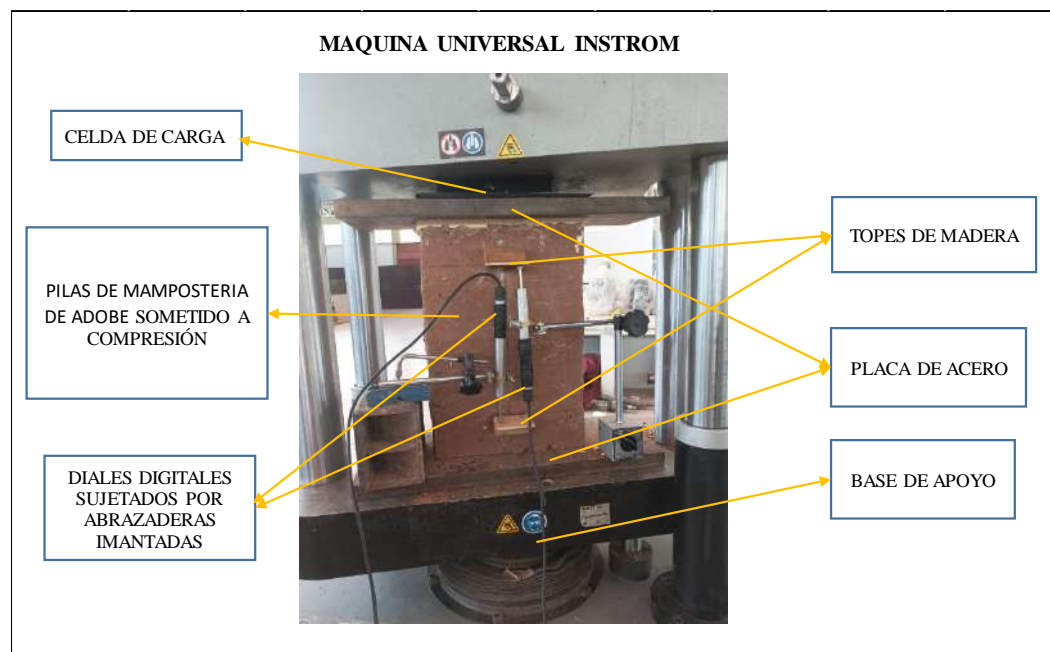 MAQUINA UNIVERSAL INSTROM
CELDA DE CARGA
PILAS DE MAMPOSTERIA
DE ADOBE SOMETIDO A
COMPRESIÓN
DIALES DIGITALES
SUJETADOS POR
ABRAZADERAS
IMANTADAS
TOPES DE MADERA
PLACA DE ACERO
BASE DE APOYO